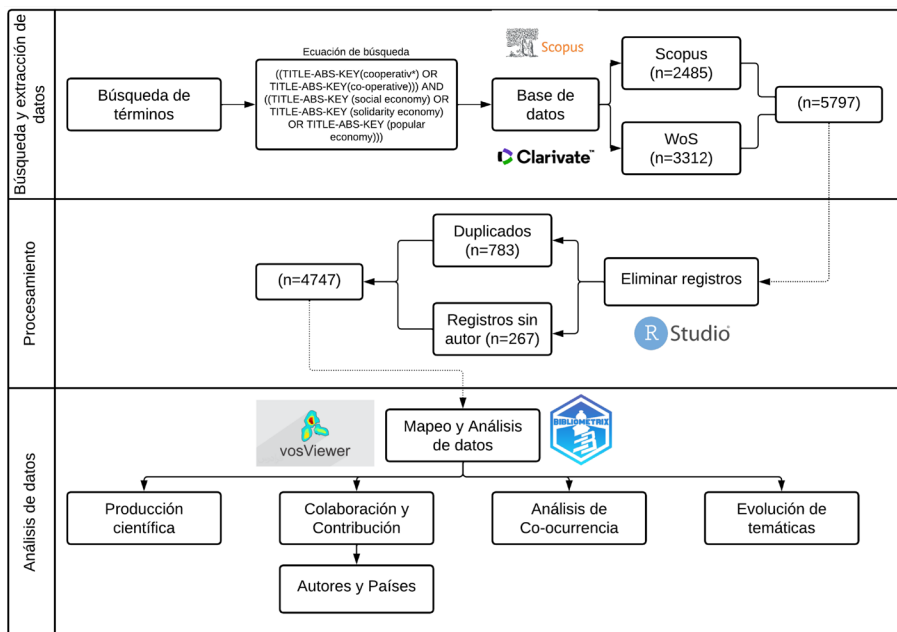 Búsqueda y extracción de
datos
Búsqueda de
términos
Ecuación de búsqueda
((TITLE-ABS-KEY(cooperativ*) OR
TITLE-ABS-KEY(co-operative))) AND
((TITLE-ABS-KEY (social economy) OR
TITLE-ABS-KEY (solidarity economy)
OR TITLE-ABS-KEY (popular
economy)))
Scopus
Base de
datos
Clarivate™
Scopus
(n=2485)
WoS
(n=3312)
(n=5797)
Procesamiento
Eliminar registros
R Studio®
Duplicados
(n=783)
Registros sin
autor (n=267)
(n=4747)
Análisis de datos
vosViewer
Mapeo y Análisis
de datos
BIBLIOMETRIX
Producción
científica
Colaboración y
Contribución
Análisis de
Co-ocurrencia
Evolución de
temáticas
Autores y Países